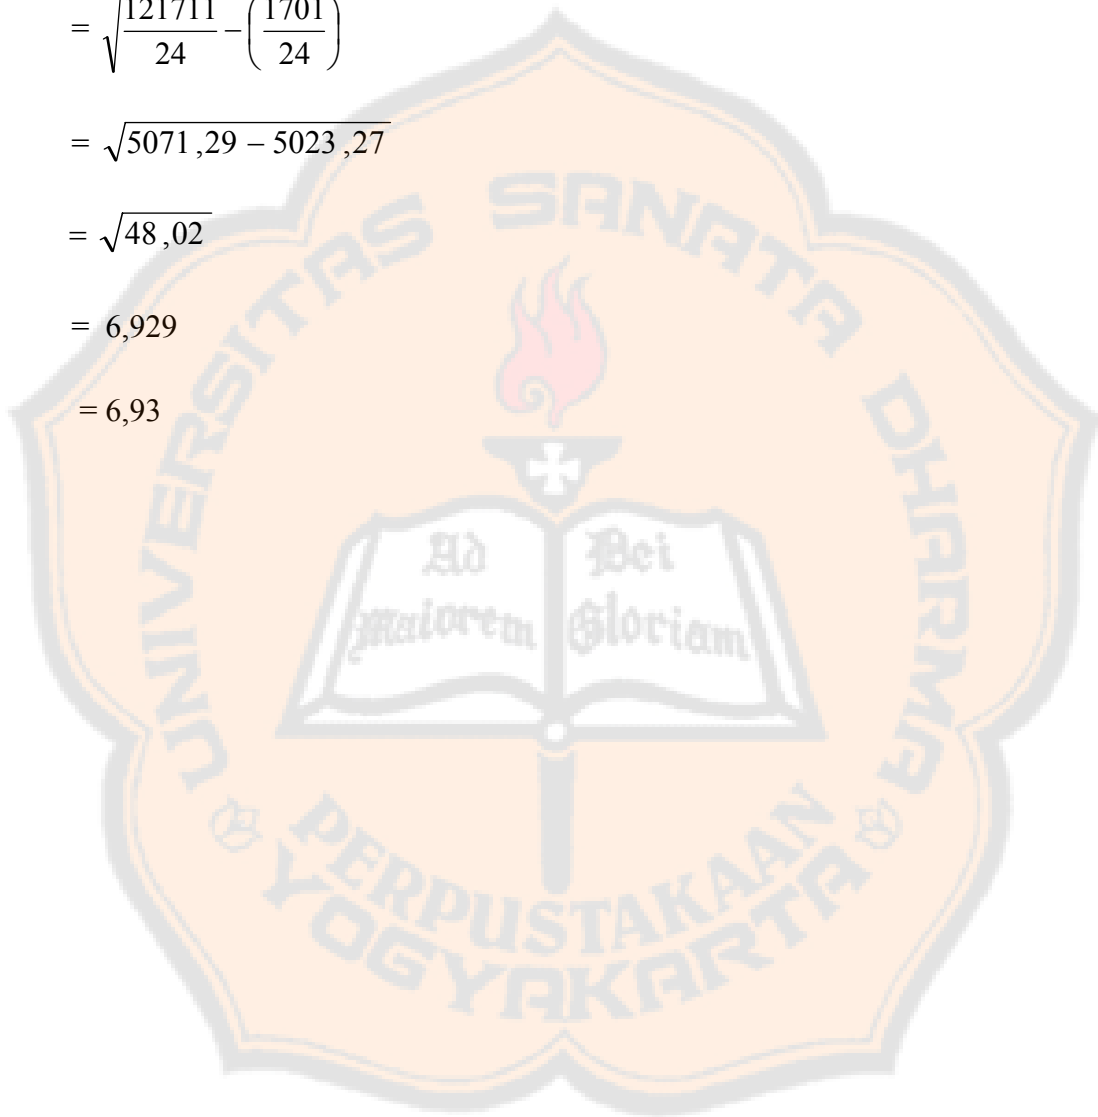 = √(121711/24 − (1701/24))
= √(5071,29 − 5023,27)
= √48,02
= 6,929
= 6,93
UNIVERSITAS SANATA DHARMA
Ad Dei
Maiorem Gloriam
PERPUSTAKAAN
YOGYAKARTA